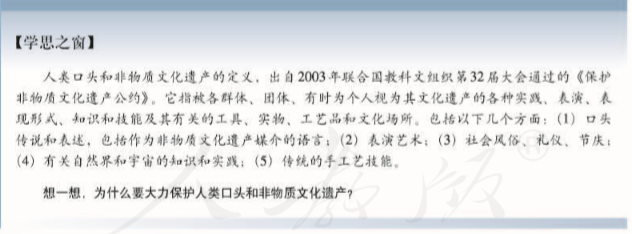 【学思之窗】
人类口头和非物质文化遗产的定义，出自2003年联合国教科文组织第32届大会通过的《保护
非物质文化遗产公约》。它指被各群体、团体、有时为个人视为其文化遗产的各种实践、表演、表
现形式、知识和技能及其有关的工具、实物、工艺品和文化场所。包括以下几个方面：（1）口头
传说和表述，包括作为非物质文化遗产媒介的语言；（2）表演艺术；（3）社会风俗、礼仪、节庆；
（4）有关自然界和宇宙的知识和实践；（5）传统的手工艺技能。
想一想，为什么要大力保护人类口头和非物质文化遗产？